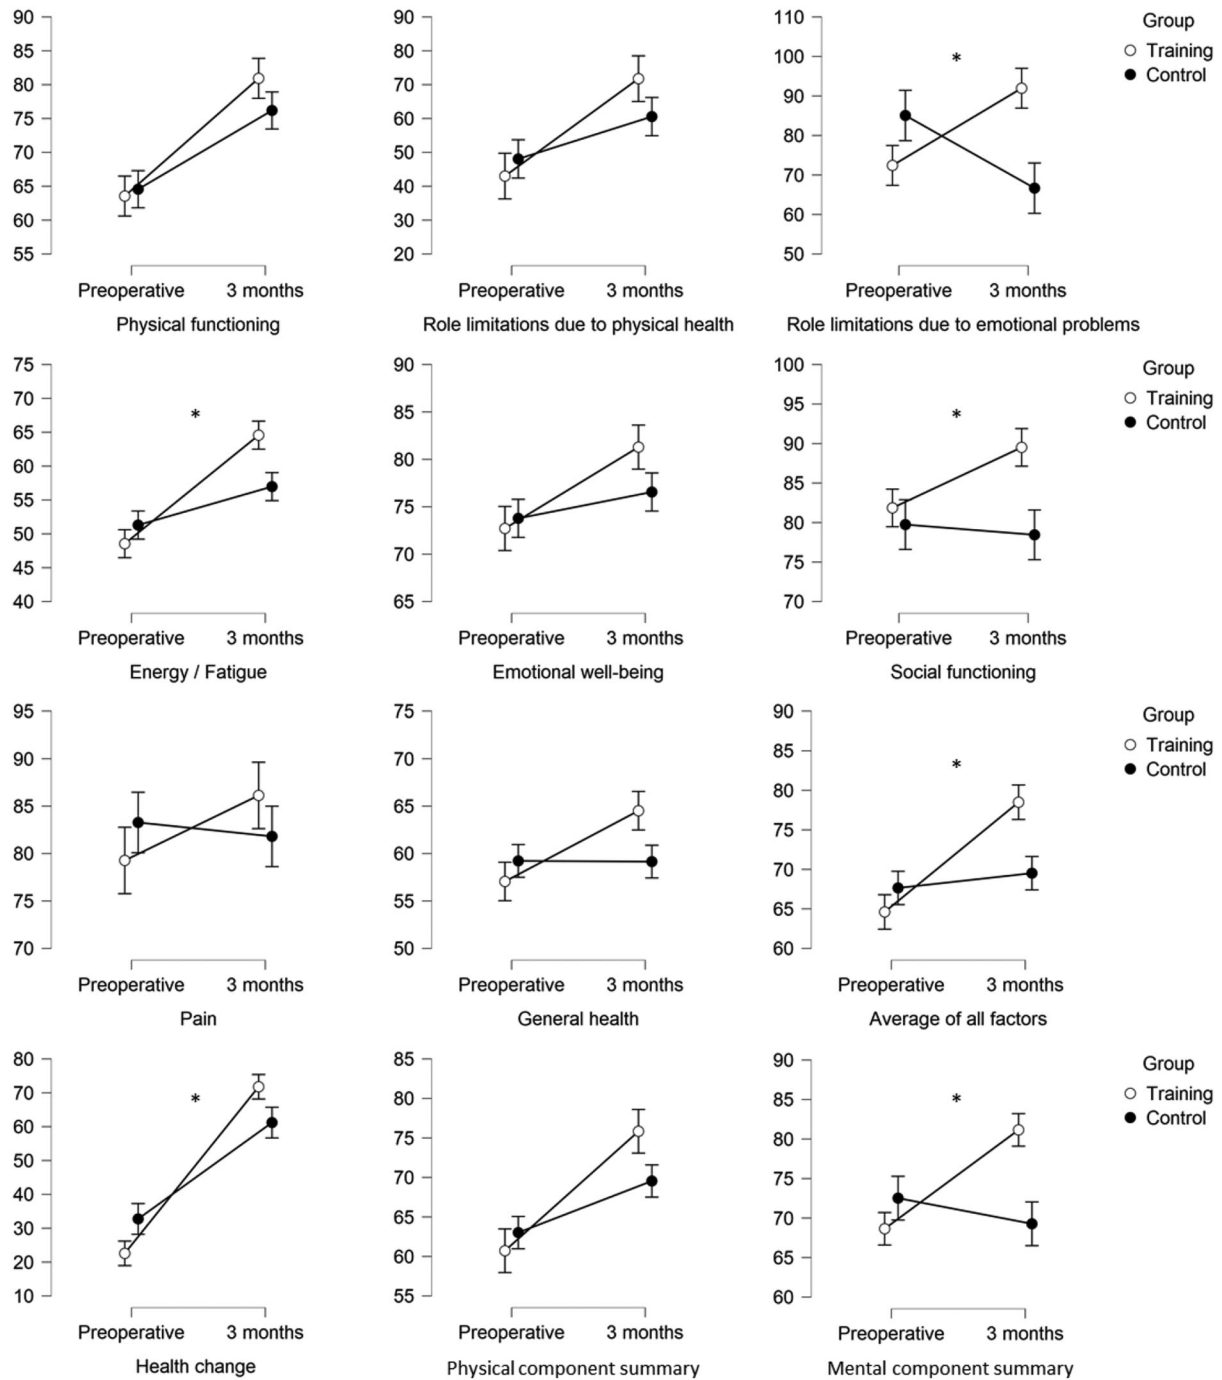 90
85
80
75
70
65
60
55
Preoperative 3 months
Physical functioning
90
80
70
60
50
40
30
20
Preoperative 3 months
Role limitations due to physical health
110
100
90
80
70
60
50
*
Preoperative 3 months
Role limitations due to emotional problems
Group
Training
Control
75
70
65
60
55
50
45
40
*
Preoperative 3 months
Energy / Fatigue
90
85
80
75
70
65
Preoperative 3 months
Emotional well-being
100
95
90
85
80
75
70
*
Preoperative 3 months
Social functioning
Group
Training
Control
95
90
85
80
75
70
Preoperative 3 months
Pain
75
70
65
60
55
50
Preoperative 3 months
General health
90
85
80
75
70
65
60
*
Preoperative 3 months
Average of all factors
Group
Training
Control
80
70
60
50
40
30
20
10
*
Preoperative 3 months
Health change
85
80
75
70
65
60
55
Preoperative 3 months
Physical component summary
90
85
80
75
70
65
60
*
Preoperative 3 months
Mental component summary
Group
Training
Control